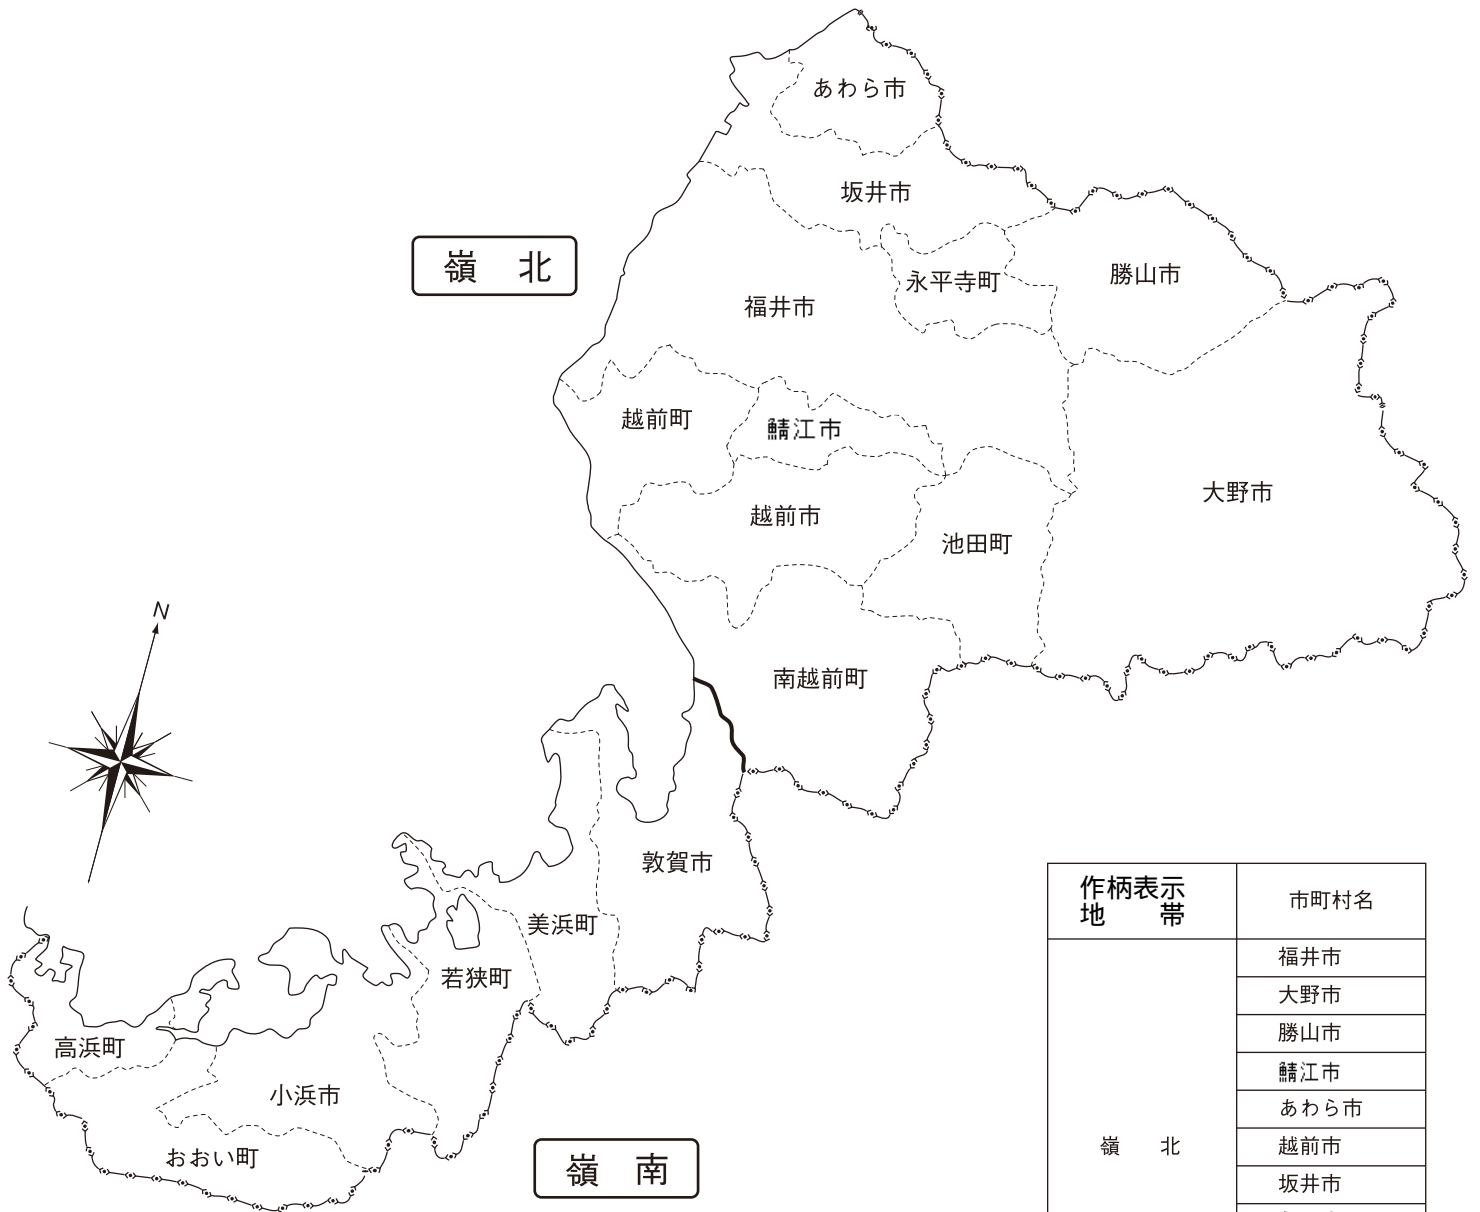 あわら市
坂井市
嶺　北
永平寺町
勝山市
福井市
越前町
鯖江市
大野市
越前市
池田町
N
南越前町
敦賀市
美浜町
若狭町
高浜町
小浜市
おおい町
嶺　南
作柄表示
地　　帯
市町村名
福井市
大野市
勝山市
鯖江市
あわら市
嶺　北
越前市
坂井市